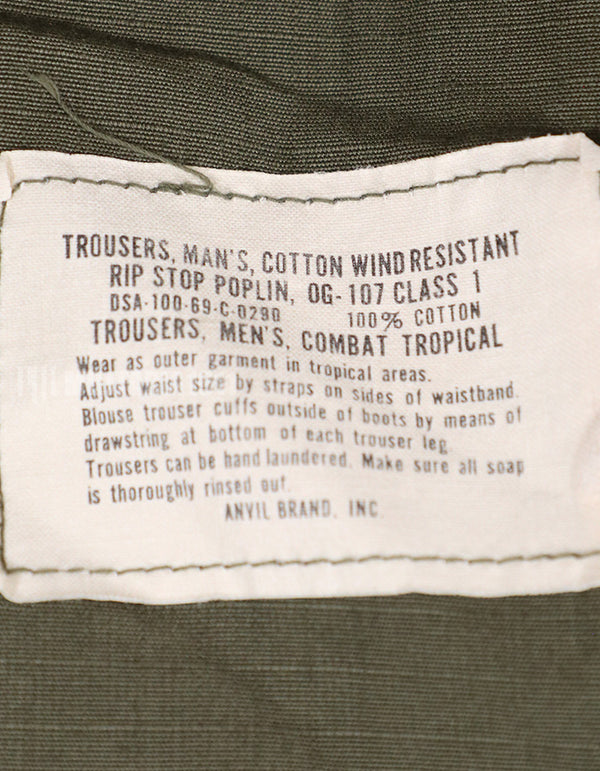 TROUSERS, MAN'S, COTTON WIND RESISTANT
RIP STOP POPLIN, OG-107 CLASS 1
DSA-100-69-C-0290 100% COTTON
TROUSERS, MEN'S, COMBAT TROPICAL
Wear as outer garment in tropical areas.
Adjust waist size by straps on sides of waistband.
Blouse trouser cuffs outside of boots by means of
drawstring at bottom of each trouser leg.
Trousers can be hand laundered. Make sure all soap
is thoroughly rinsed out.
ANVIL BRAND, INC